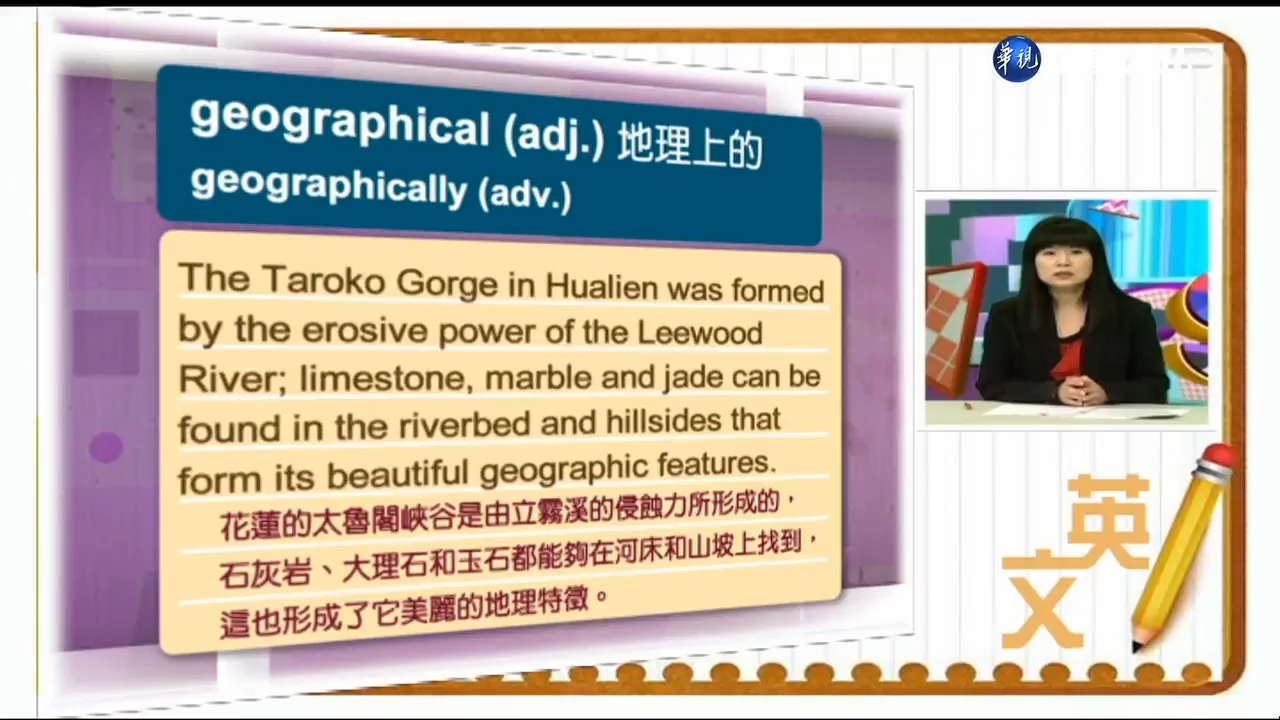 華視
geographical (adj.) 地理上的
geographically (adv.)
The Taroko Gorge in Hualien was formed
by the erosive power of the Leewood
River; limestone, marble and jade can be
found in the riverbed and hillsides that
form its beautiful geographic features.
花蓮的太魯閣峽谷是由立霧溪的侵蝕力所形成的，
石灰岩、大理石和玉石都能夠在河床和山坡上找到，
這也形成了它美麗的地理特徵。
英文